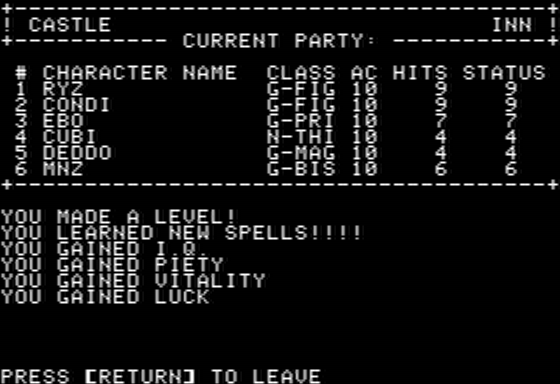 ! CASTLE INN !
CURRENT PARTY:
# CHARACTER NAME CLASS AC HITS STATUS
1 RYZ G-FIG 10 9 9
2 CONDI G-FIG 10 9 9
3 EBO G-PRI 10 7 7
4 CUBI N-THI 10 4 4
5 DEDDO G-MAG 10 4 4
6 MNZ G-BIS 10 6 6
YOU MADE A LEVEL!
YOU LEARNED NEW SPELLS!!!!
YOU GAINED I.Q.
YOU GAINED PIETY
YOU GAINED VITALITY
YOU GAINED LUCK
PRESS [RETURN] TO LEAVE